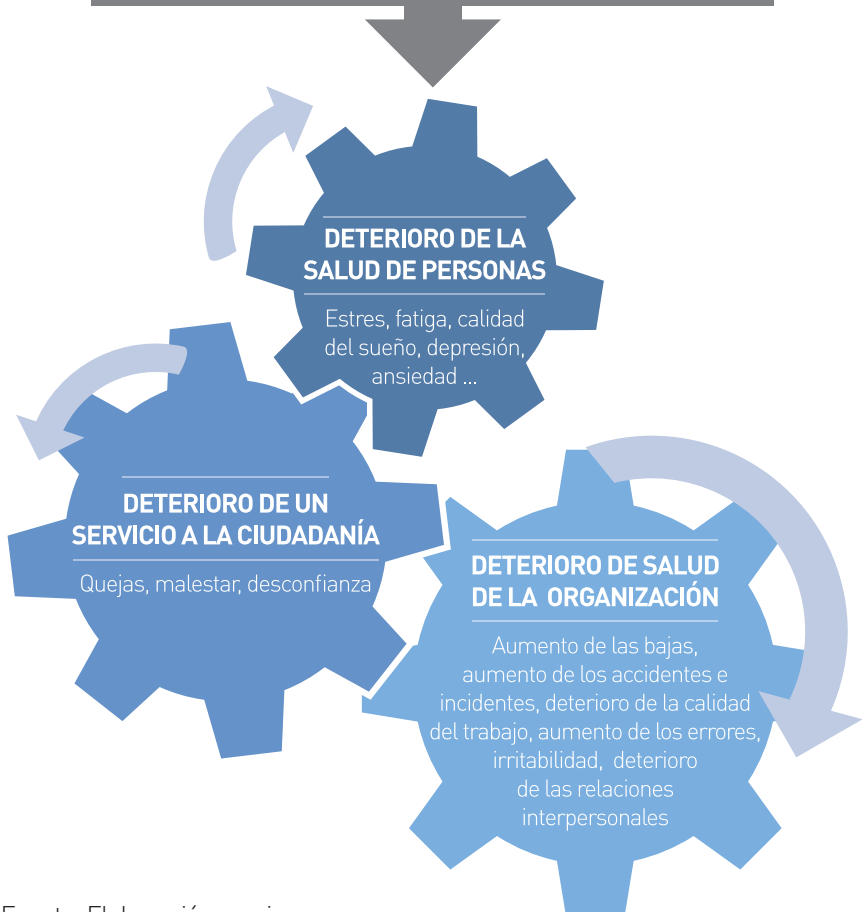 DETERIORO DE LA
SALUD DE PERSONAS
Estres, fatiga, calidad
del sueño, depresión,
ansiedad ...
DETERIORO DE UN
SERVICIO A LA CIUDADANÍA
Quejas, malestar, desconfianza
DETERIORO DE SALUD
DE LA ORGANIZACIÓN
Aumento de las bajas,
aumento de los accidentes e
incidentes, deterioro de la calidad
del trabajo, aumento de los errores,
irritabilidad, deterioro
de las relaciones
interpersonales